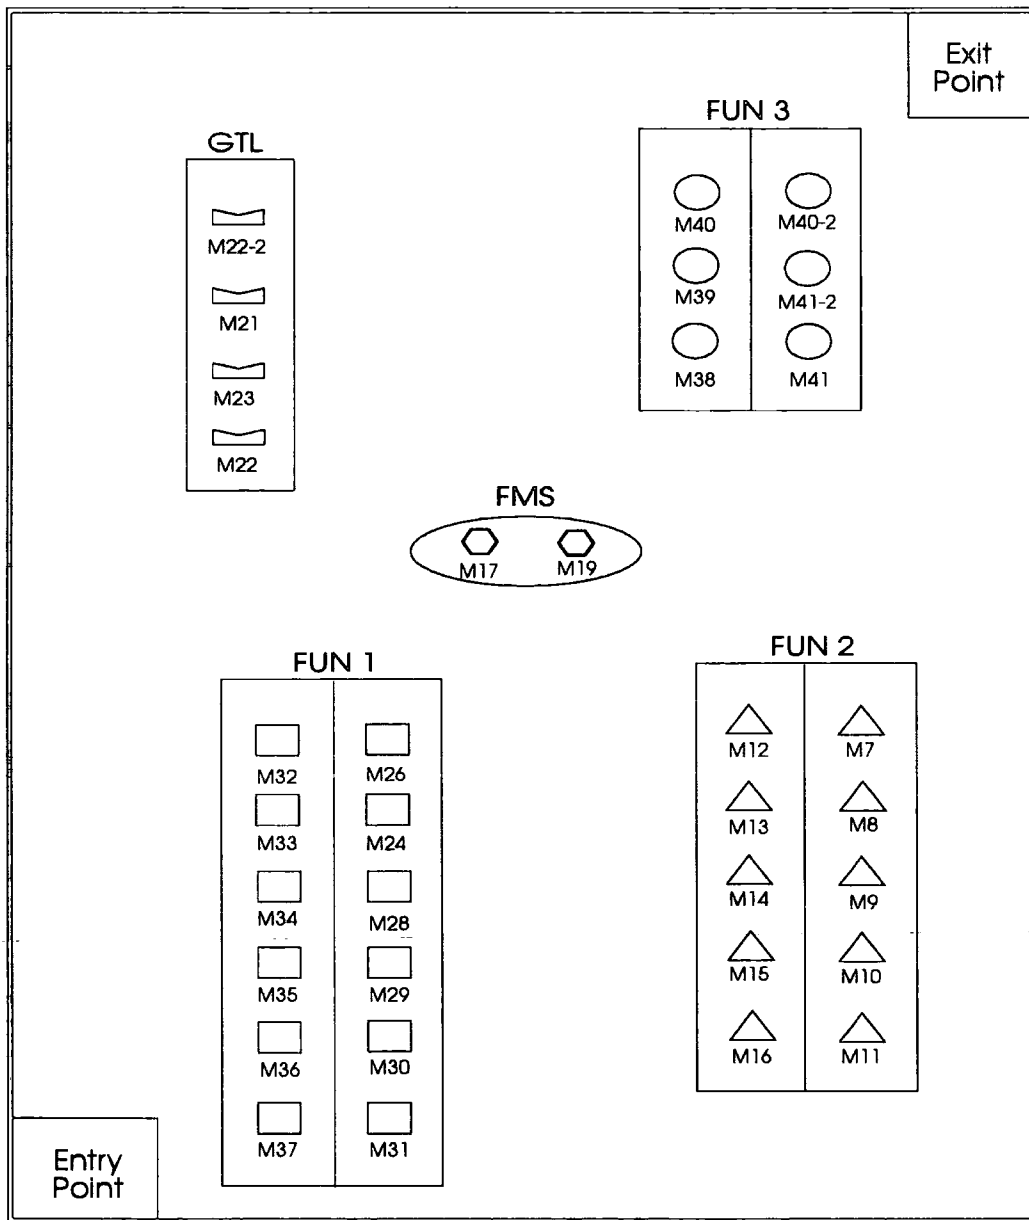 Exit
Point
FUN 3
GTL
M40 M40-2
M22-2
M39 M41-2
M21
M38 M41
M23
M22
FMS
M17 M19
FUN 2
FUN 1
M12 M7
M32 M26
M13 M8
M33 M24
M14 M9
M34 M28
M15 M10
M35 M29
M16 M11
M36 M30
M37 M31
Entry
Point